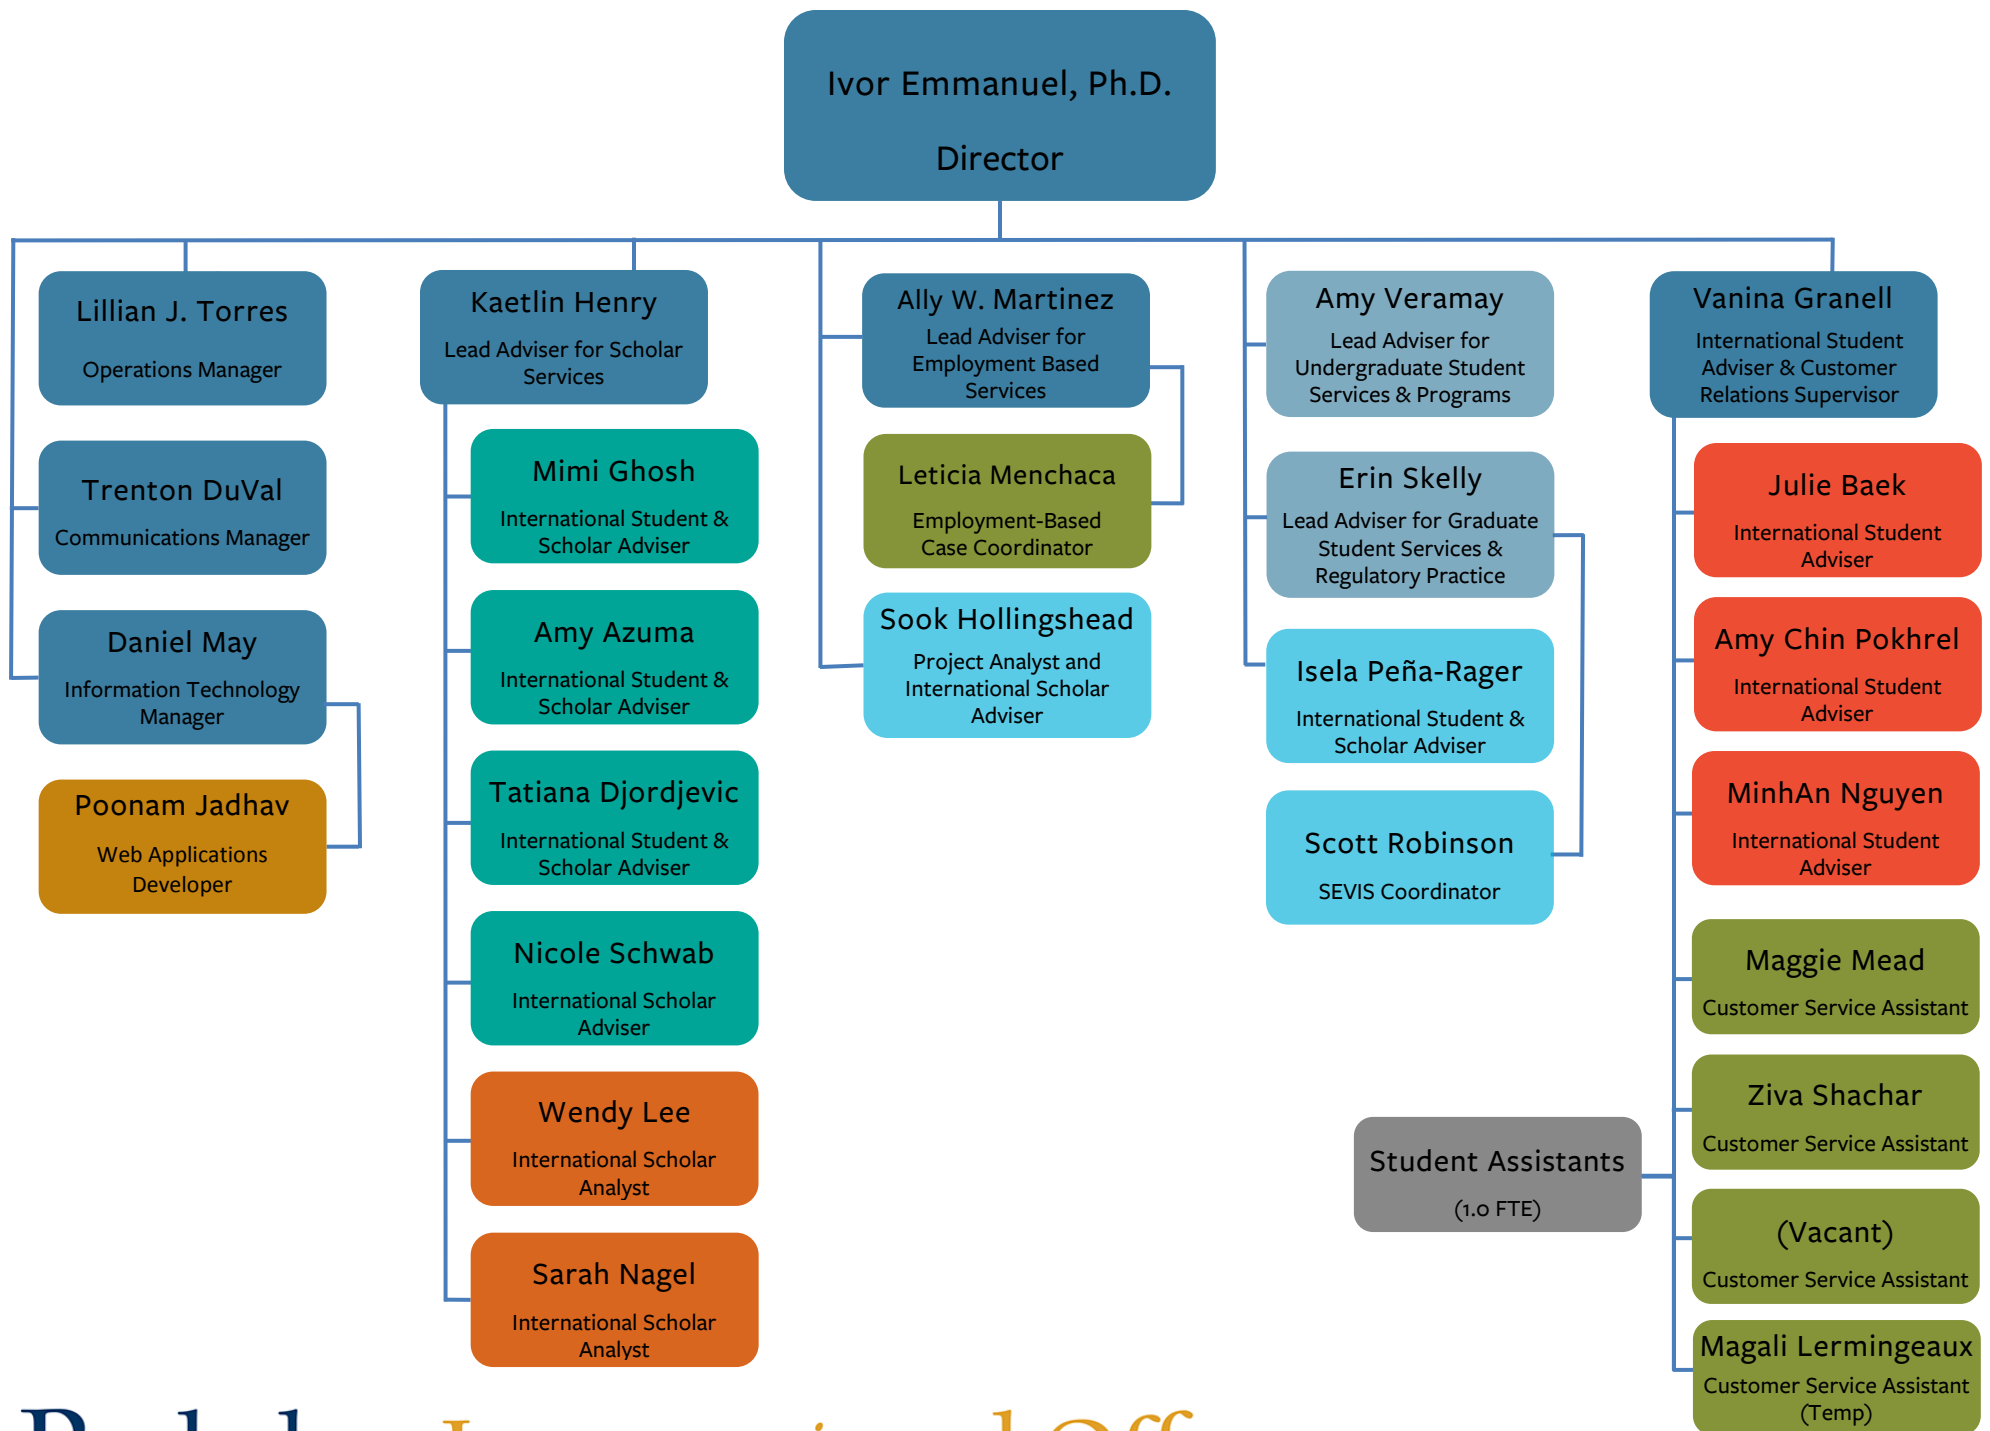 Ivor Emmanuel, Ph.D.
Director
Lillian J. Torres
Operations Manager
Trenton DuVal
Communications Manager
Daniel May
Information Technology
Manager
Poonam Jadhav
Web Applications
Developer
Kaetlin Henry
Lead Adviser for Scholar
Services
Mimi Ghosh
International Student &
Scholar Adviser
Amy Azuma
International Student &
Scholar Adviser
Tatiana Djordjevic
International Student &
Scholar Adviser
Nicole Schwab
International Scholar
Adviser
Wendy Lee
International Scholar
Analyst
Sarah Nagel
International Scholar
Analyst
Ally W. Martinez
Lead Adviser for
Employment Based
Services
Leticia Menchaca
Employment-Based
Case Coordinator
Sook Hollingshead
Project Analyst and
International Scholar
Adviser
Amy Veramay
Lead Adviser for
Undergraduate Student
Services & Programs
Erin Skelly
Lead Adviser for Graduate
Student Services &
Regulatory Practice
Isela Peña-Rager
International Student &
Scholar Adviser
Scott Robinson
SEVIS Coordinator
Vanina Granell
International Student
Adviser & Customer
Relations Supervisor
Julie Baek
International Student
Adviser
Amy Chin Pokhrel
International Student
Adviser
MinhAn Nguyen
International Student
Adviser
Maggie Mead
Customer Service Assistant
Ziva Shachar
Customer Service Assistant
Student Assistants
(1.0 FTE)
(Vacant)
Customer Service Assistant
Magali Lermingeaux
Customer Service Assistant
(Temp)